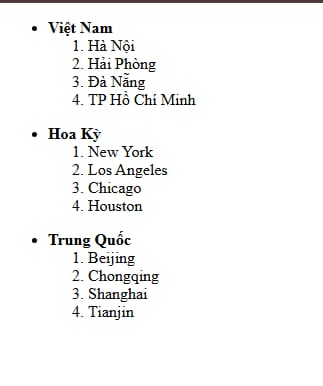 • Việt Nam
1. Hà Nội
2. Hải Phòng
3. Đà Nẵng
4. TP Hồ Chí Minh
• Hoa Kỳ
1. New York
2. Los Angeles
3. Chicago
4. Houston
• Trung Quốc
1. Beijing
2. Chongqing
3. Shanghai
4. Tianjin